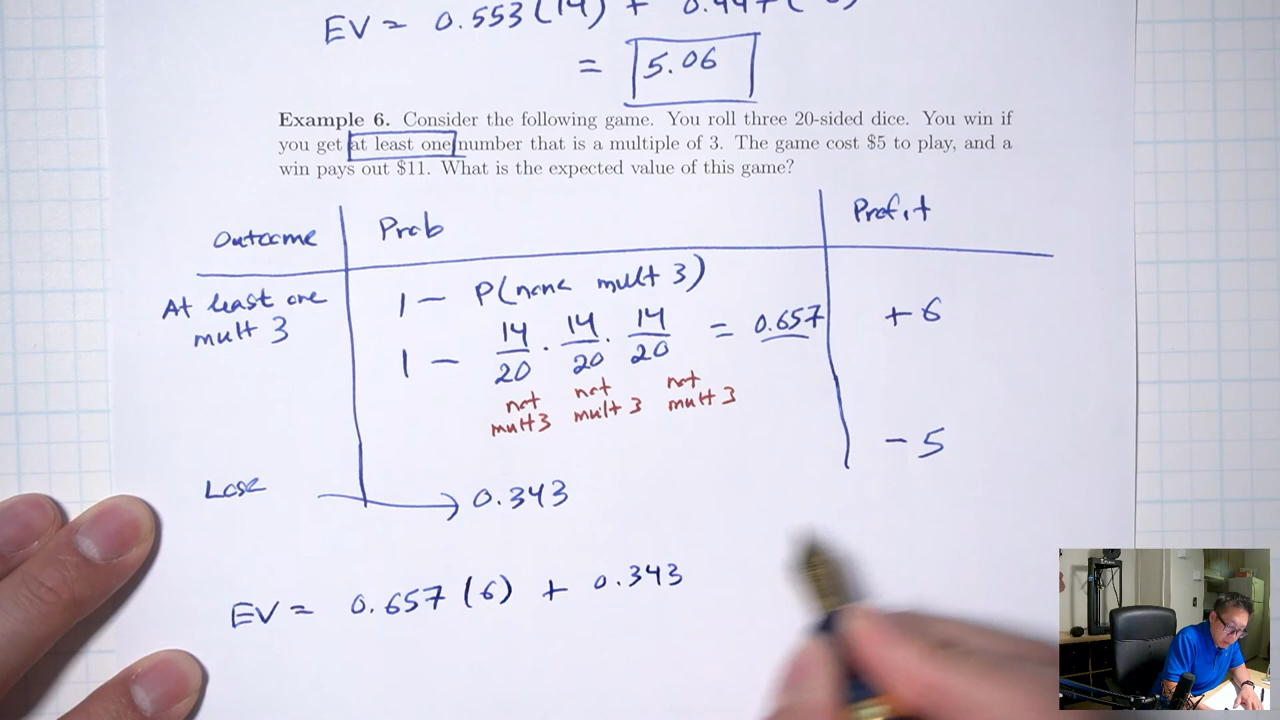 EV = 0.553 (14) +
= 5.06
Example 6. Consider the following game. You roll three 20-sided dice. You win if
you get at least one number that is a multiple of 3. The game cost $5 to play, and a
win pays out $11. What is the expected value of this game?
Outcome Prob Profit
At least one
mult 3
1 - P(none mult 3)
1 - 14/20 · 14/20 · 14/20 = 0.657 +6
not mult 3 not mult 3 not mult 3
-5
Lose → 0.343
EV = 0.657 (6) + 0.343